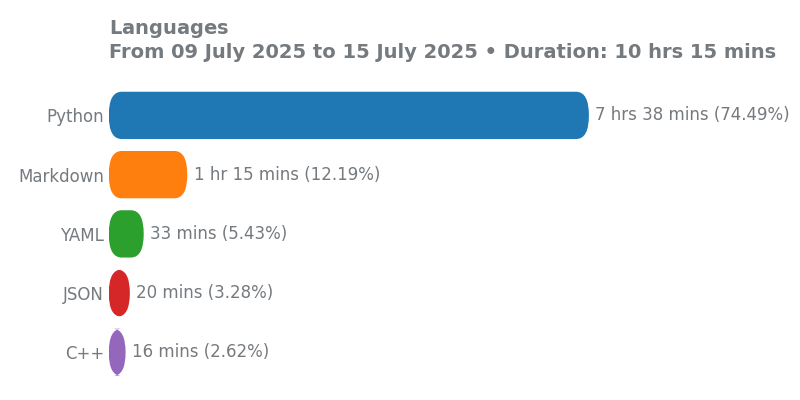 Languages
From 09 July 2025 to 15 July 2025 • Duration: 10 hrs 15 mins
Python 7 hrs 38 mins (74.49%)
Markdown 1 hr 15 mins (12.19%)
YAML 33 mins (5.43%)
JSON 20 mins (3.28%)
C++ 16 mins (2.62%)